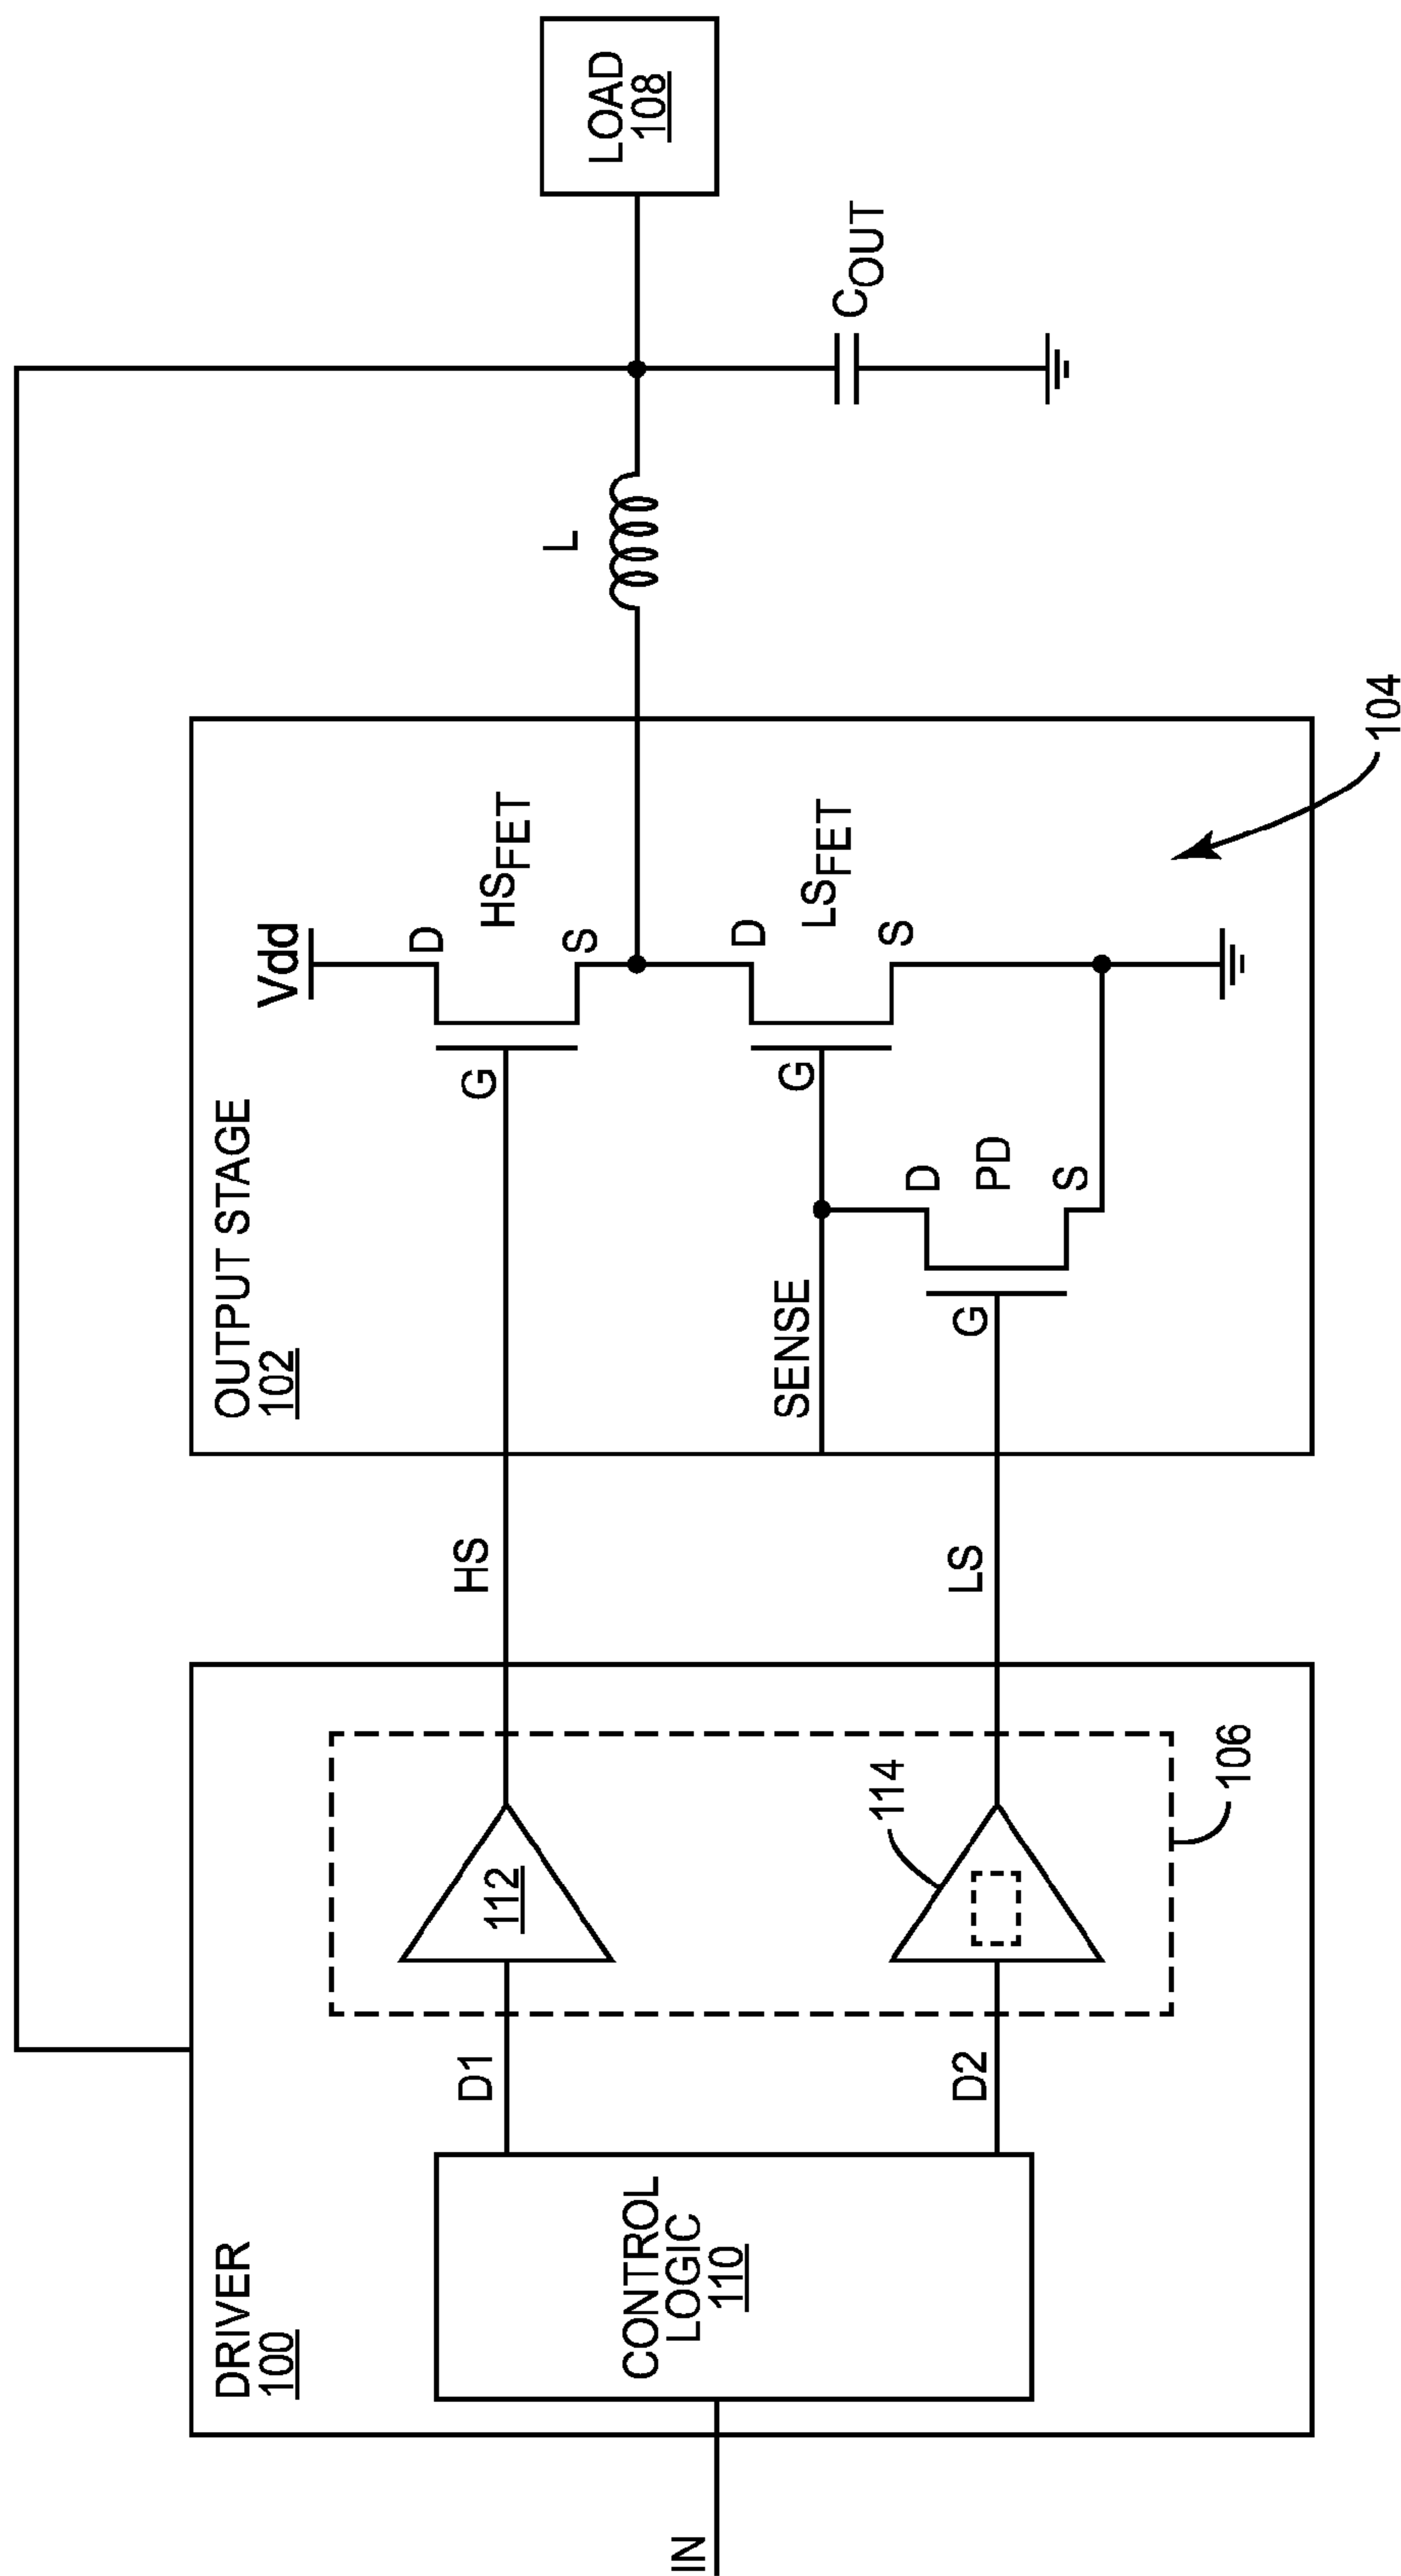 DRIVER
100
IN
CONTROL
LOGIC
110
D1
D2
112
114
106
HS
LS
OUTPUT STAGE
102
Vdd
D
HSFET
S
G
D
LSFET
S
G
SENSE
D
PD
S
G
104
L
COUT
LOAD
108